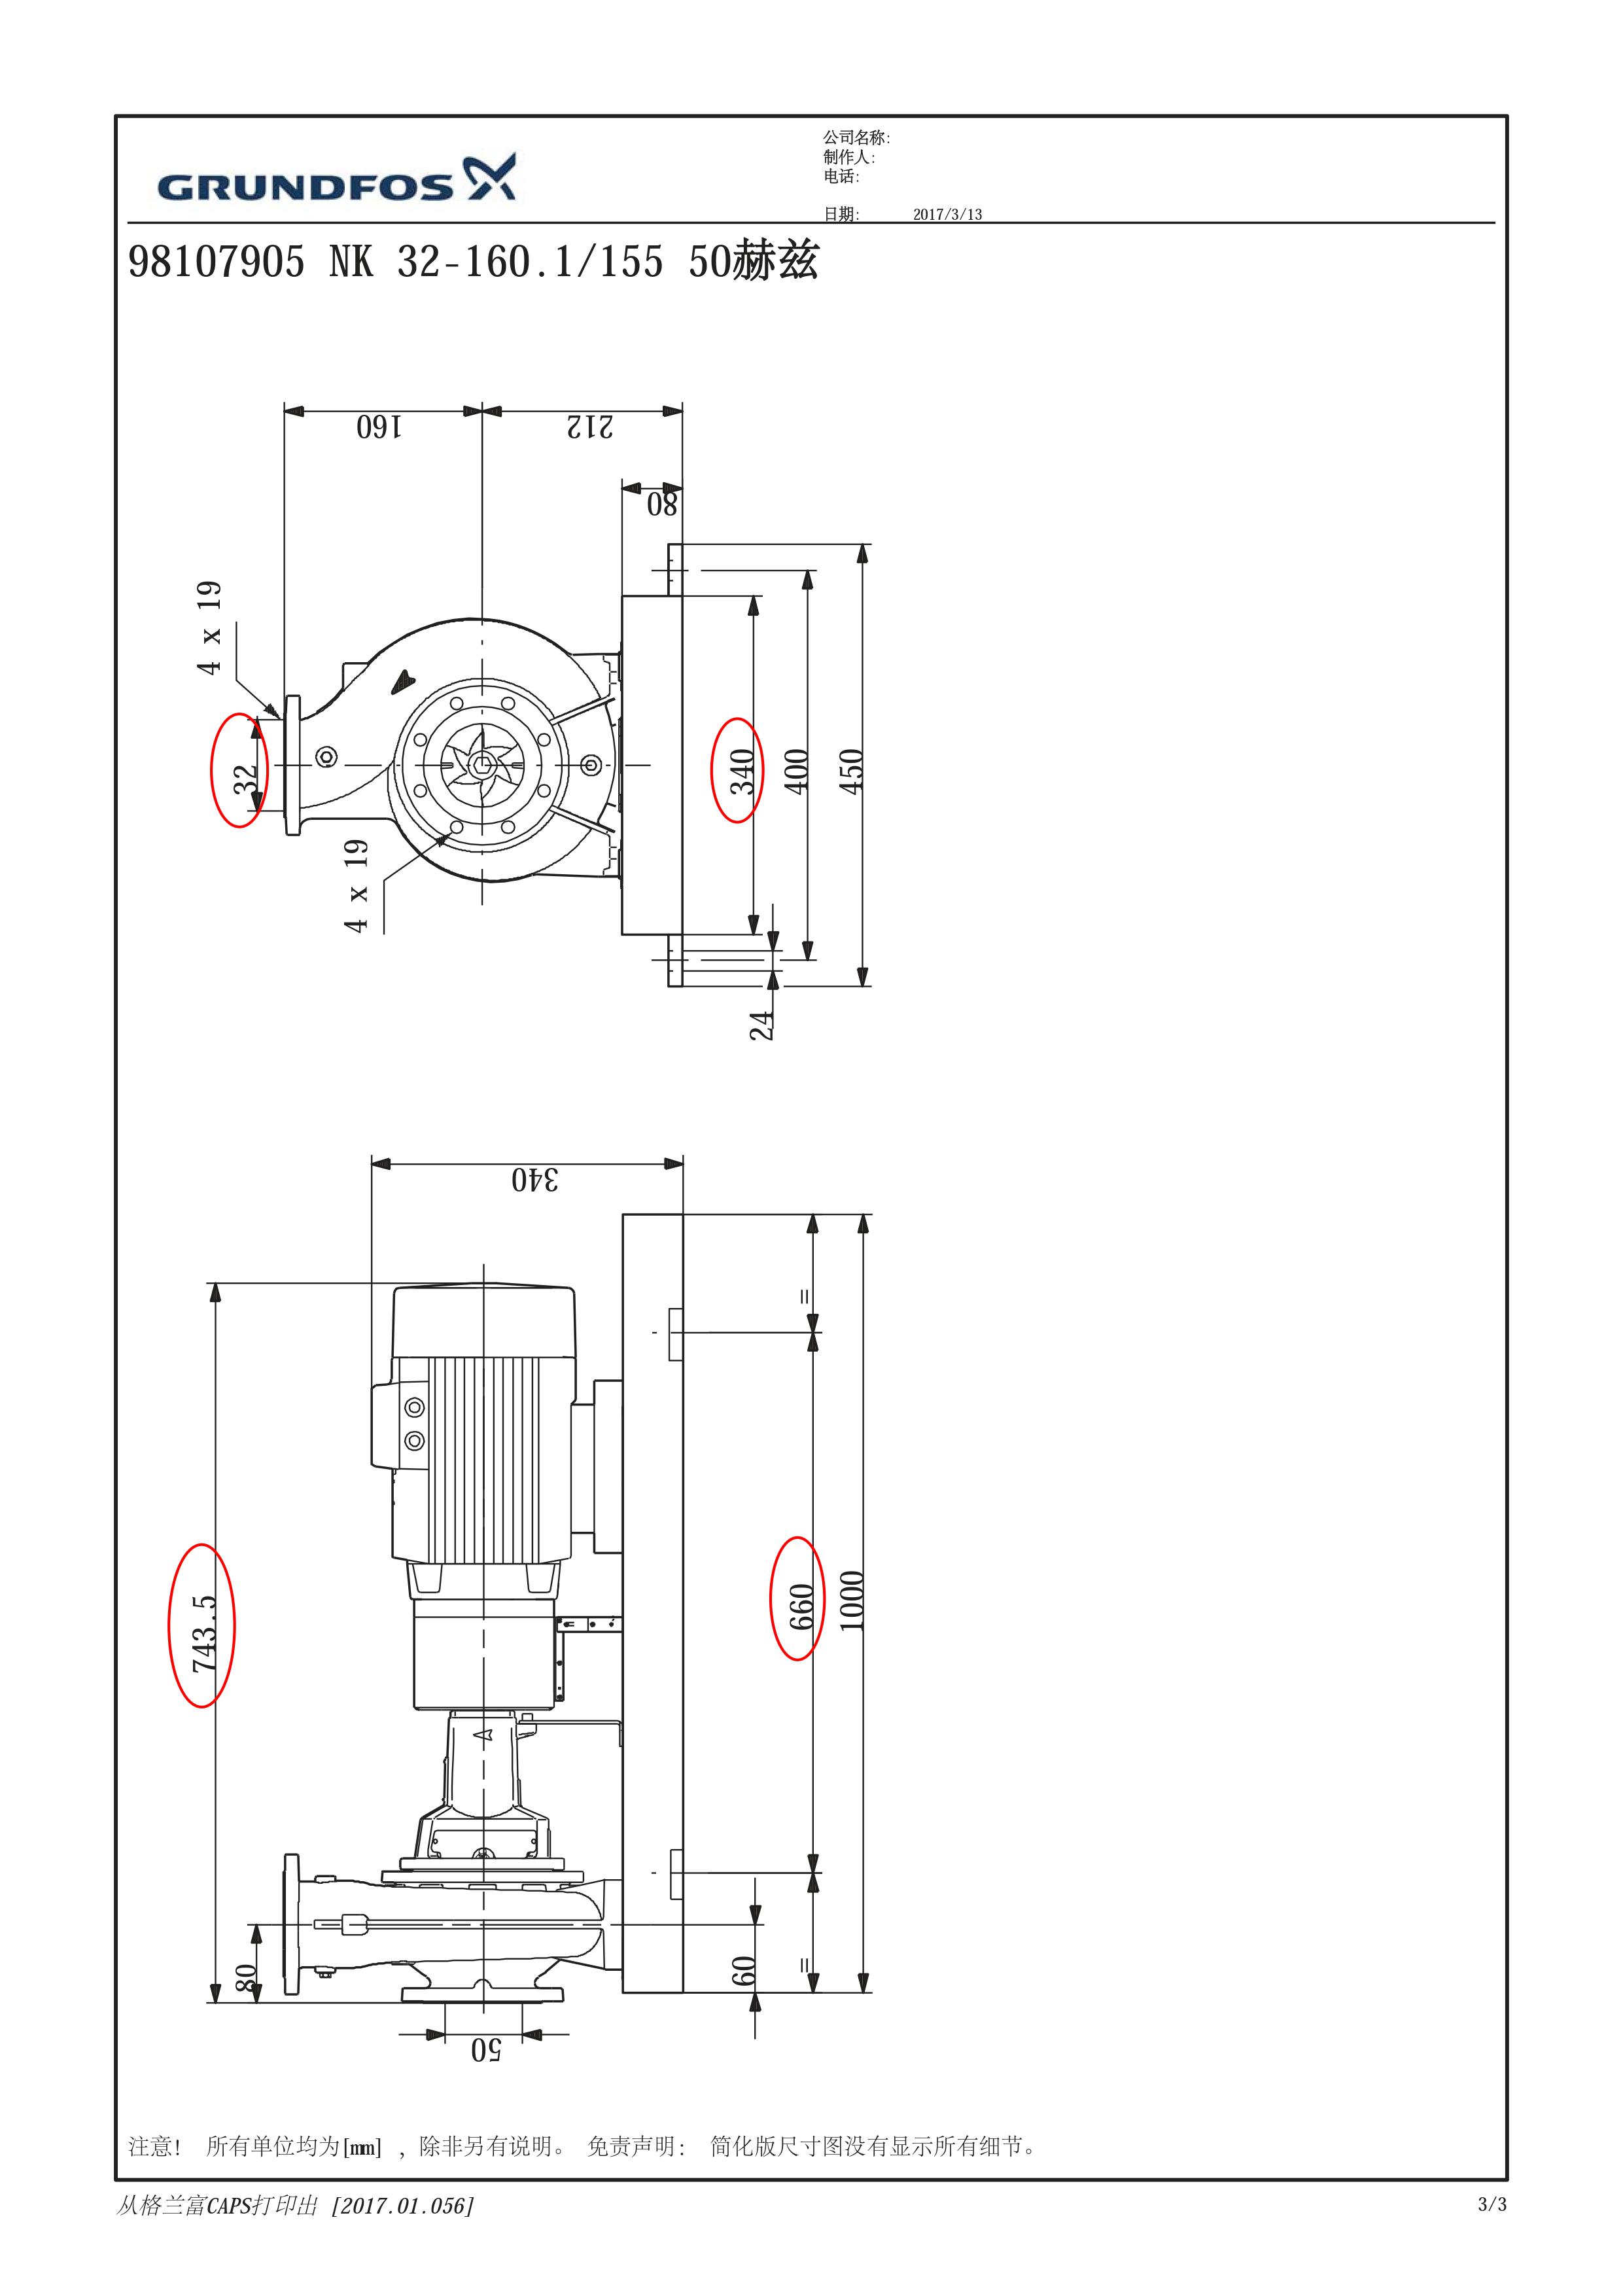 GRUNDFOS
公司名称:
制作人:
电话:
日期: 2017/3/13
98107905 NK 32-160.1/155 50赫兹
160
212
80
4 x 19
32
340
400
450
4 x 19
24
340
=
743.5
660
1000
80
60
=
50
注意! 所有单位均为[mm] , 除非另有说明。 免责声明: 简化版尺寸图没有显示所有细节。
从格兰富CAPS打印出 [2017.01.056]
3/3